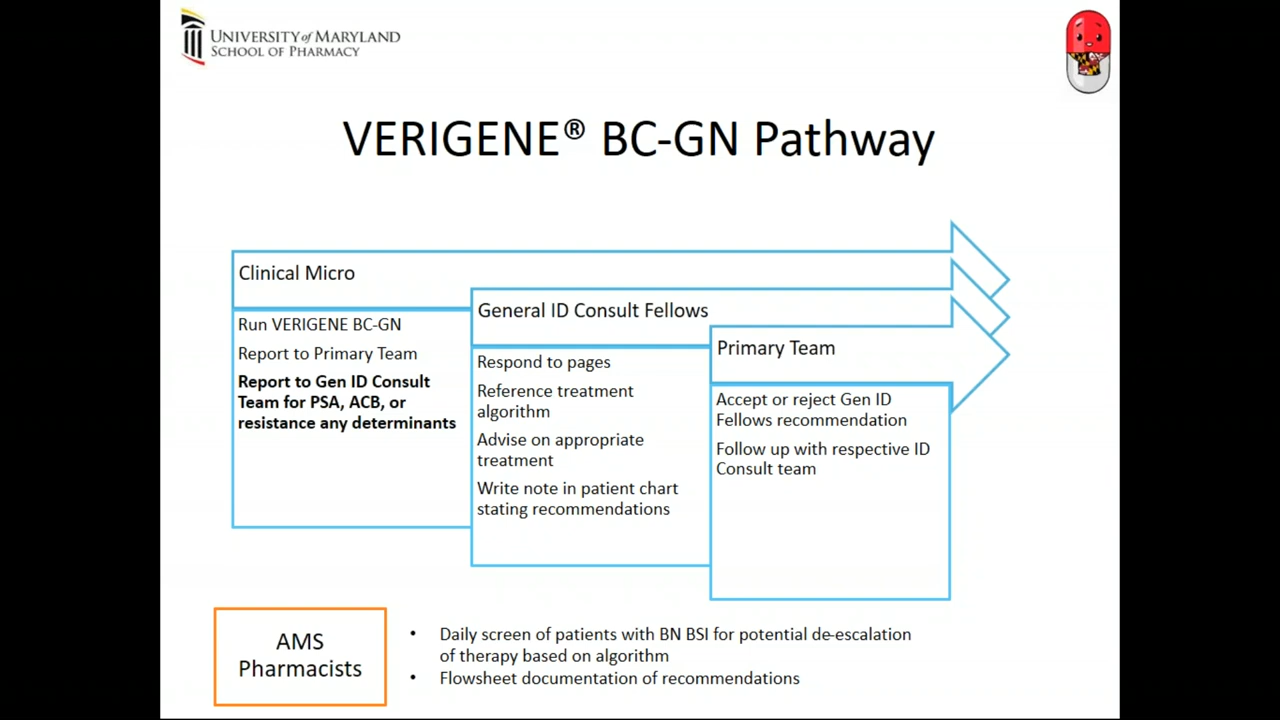 UNIVERSITY of MARYLAND
SCHOOL OF PHARMACY
VERIGENE® BC-GN Pathway
Clinical Micro
Run VERIGENE BC-GN
Report to Primary Team
Report to Gen ID Consult
Team for PSA, ACB, or
resistance any determinants
General ID Consult Fellows
Respond to pages
Reference treatment
algorithm
Advise on appropriate
treatment
Write note in patient chart
stating recommendations
Primary Team
Accept or reject Gen ID
Fellows recommendation
Follow up with respective ID
Consult team
AMS
Pharmacists
• Daily screen of patients with BN BSI for potential de-escalation
of therapy based on algorithm
• Flowsheet documentation of recommendations